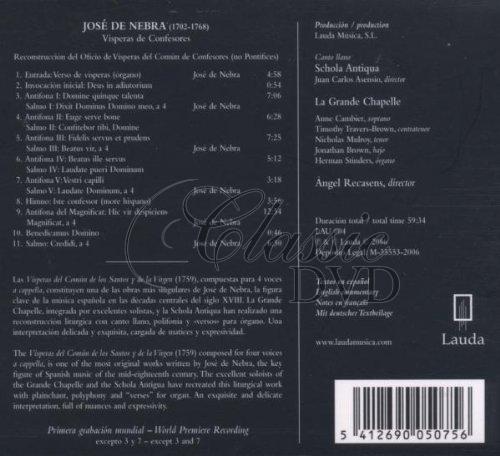 JOSÉ DE NEBRA (1702-1768)
Vísperas de Confesores
Reconstrucción del Oficio de Vísperas del Común de Confesores (no Pontífices)
1. Entrada: Verso de vísperas (órgano) José de Nebra 4:58
2. Invocación inicial: Deus in adiutorium 0:54
3. Antífona I: Domine quinque talenta 7:06
Salmo I: Dixit Dominus Domino meo, a 4 José de Nebra
4. Antífona II: Euge serve bone 6:28
Salmo II: Confitebor tibi, Domine
5. Antífona III: Fidelis servus et prudens 7:25
Salmo III: Beatus vir, a 4 José de Nebra
6. Antífona IV: Beatus ille servus 5:12
Salmo IV: Laudate pueri Dominum
7. Antífona V: Vestri capilli 3:18
Salmo V: Laudate Dominum, a 4 José de Nebra
8. Himno: Iste confessor (more hispano)
9. Antífona del Magnificat: Hic vir despiciens
Magnificat, a 4 José de Nebra
10. Benedicamus Domino 0:46
11. Salmo: Credidi, a 4 José de Nebra
Las Vísperas del Común de los Santos y de la Virgen (1759), compuestas para 4 voces
a cappella, constituyen una de las obras más singulares de José de Nebra, la figura
clave de la música española en las décadas centrales del siglo XVIII. La Grande
Chapelle, integrada por excelentes solistas, y la Schola Antiqua han realizado una
reconstrucción litúrgica con canto llano, polifonía y «versos» para órgano. Una
interpretación delicada y exquisita, cargada de matices y expresividad.
The Vísperas del Común de los Santos y de la Virgen (1759) composed for four voices
a cappella, is one of the most original works written by José de Nebra, the key
figure of Spanish music of the mid-eighteenth century. The excellent soloists of
the Grande Chapelle and the Schola Antiqua have recreated this liturgical work
with plainchant, polyphony and “verses” for organ. An exquisite and delicate
interpretation, full of nuances and expressivity.
Primera grabación mundial – World Premiere Recording
excepto 3 y 7 – except 3 and 7
Producción / production
Lauda Musica, S.L.
Canto llano
Schola Antiqua
Juan Carlos Asensio, director
La Grande Chapelle
Anne Cambier, soprano
Timothy Travers-Brown, contratenor
Nicholas Mulroy, tenor
Jonathan Brown, bajo
Herman Stinders, órgano
Ángel Recasens, director
Duración total / total time 59:34
LAU 004
℗ © Lauda © 2006
Depósito Legal: M-35553-2006
Textos en español
English commentary
Notes en français
Mit deutscher Textbeilage
www.laudamusica.com
Lauda
5 412690 050756
Classic
DVD